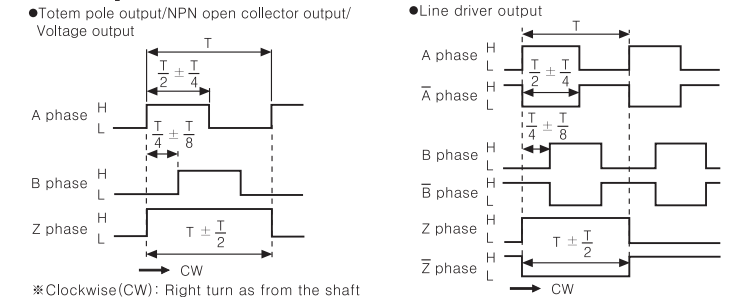 ●Totem pole output/NPN open collector output/
Voltage output
T
T/2 ± T/4
A phase H L
T/4 ± T/8
B phase H L
Z phase H L
T ± T/2
CW
※Clockwise(CW): Right turn as from the shaft
●Line driver output
T
A phase H L
T/2 ± T/4
A̅ phase H L
T/4 ± T/8
B phase H L
B̅ phase H L
Z phase H L
T ± T/2
Z̅ phase H L
CW